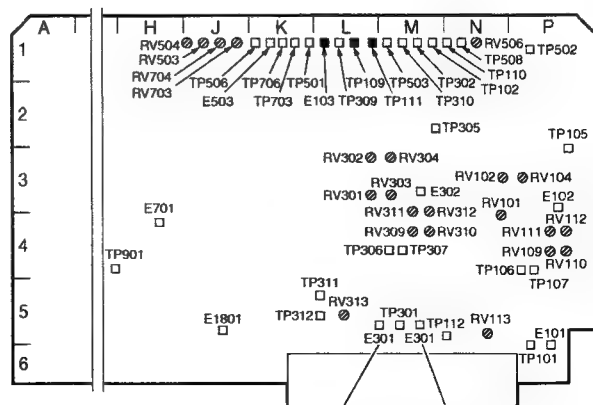 A H J K L M N P
1 RV504 RV506 TP502
RV503 TP508
RV704 TP506 TP706 TP501 TP109 TP503 TP302 TP110
RV703 E503 TP703 E103 TP309 TP111 TP310 TP102
2 TP305 TP105
RV302 RV304
3 RV102 RV104
RV301 RV303 E302 RV101 E102
E701 RV311 RV312 RV112
RV309 RV310 RV111
4 TP306 TP307 RV109
TP901 TP106 RV110
TP311 TP107
5 TP312 RV313 TP301 TP112 RV113
E1801 E301 E301 E101
6 TP101